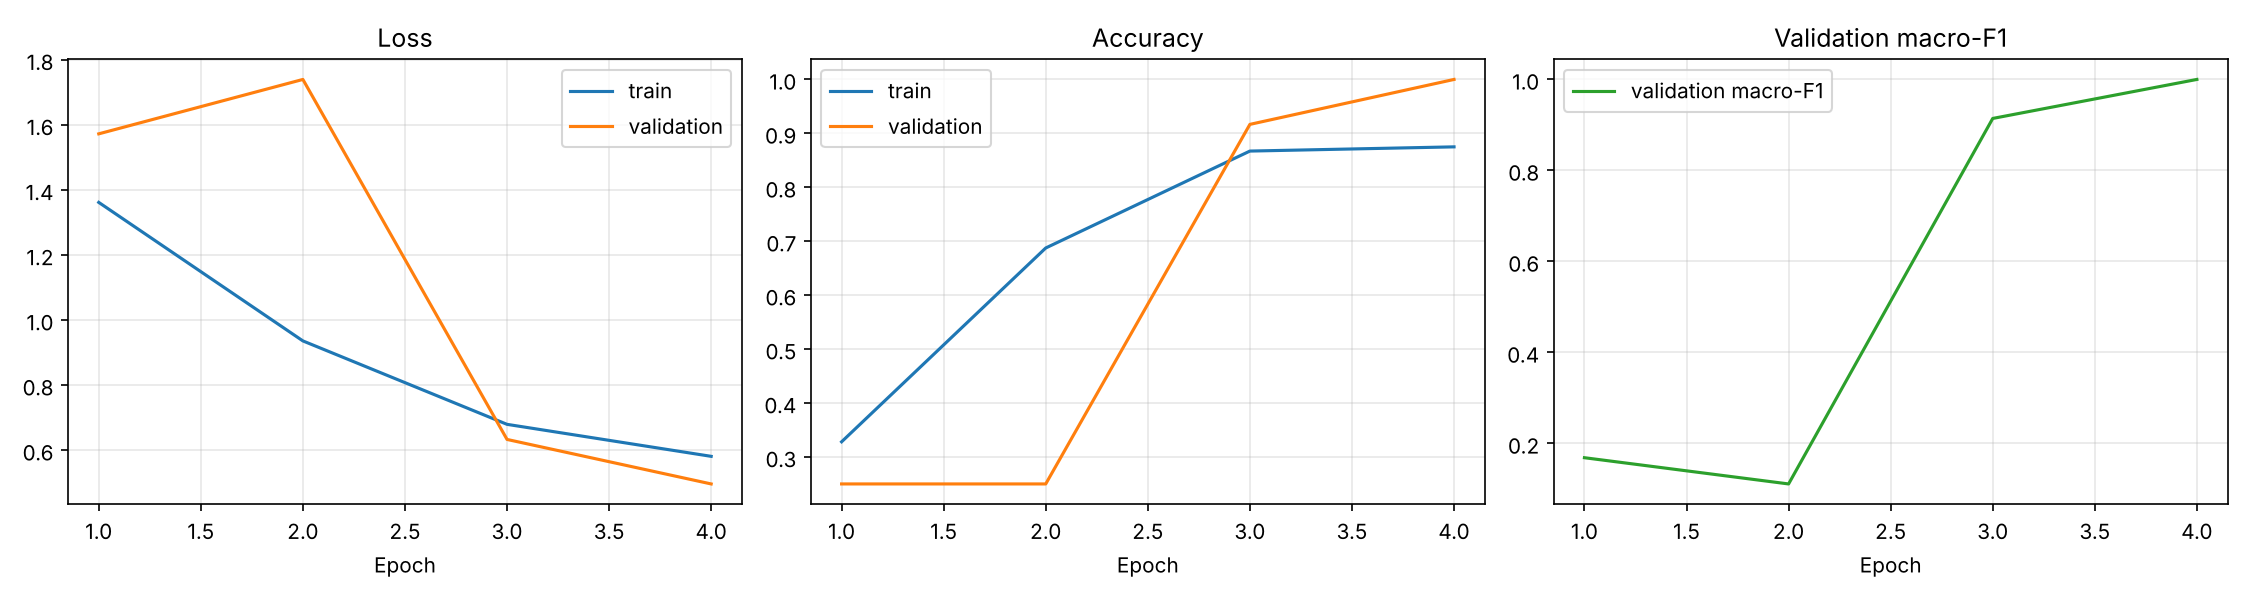 Loss
1.8
1.6
1.4
1.2
1.0
0.8
0.6
train
validation
1.0 1.5 2.0 2.5 3.0 3.5 4.0
Epoch
Accuracy
1.0
0.9
0.8
0.7
0.6
0.5
0.4
0.3
train
validation
1.0 1.5 2.0 2.5 3.0 3.5 4.0
Epoch
Validation macro-F1
1.0
0.8
0.6
0.4
0.2
validation macro-F1
1.0 1.5 2.0 2.5 3.0 3.5 4.0
Epoch